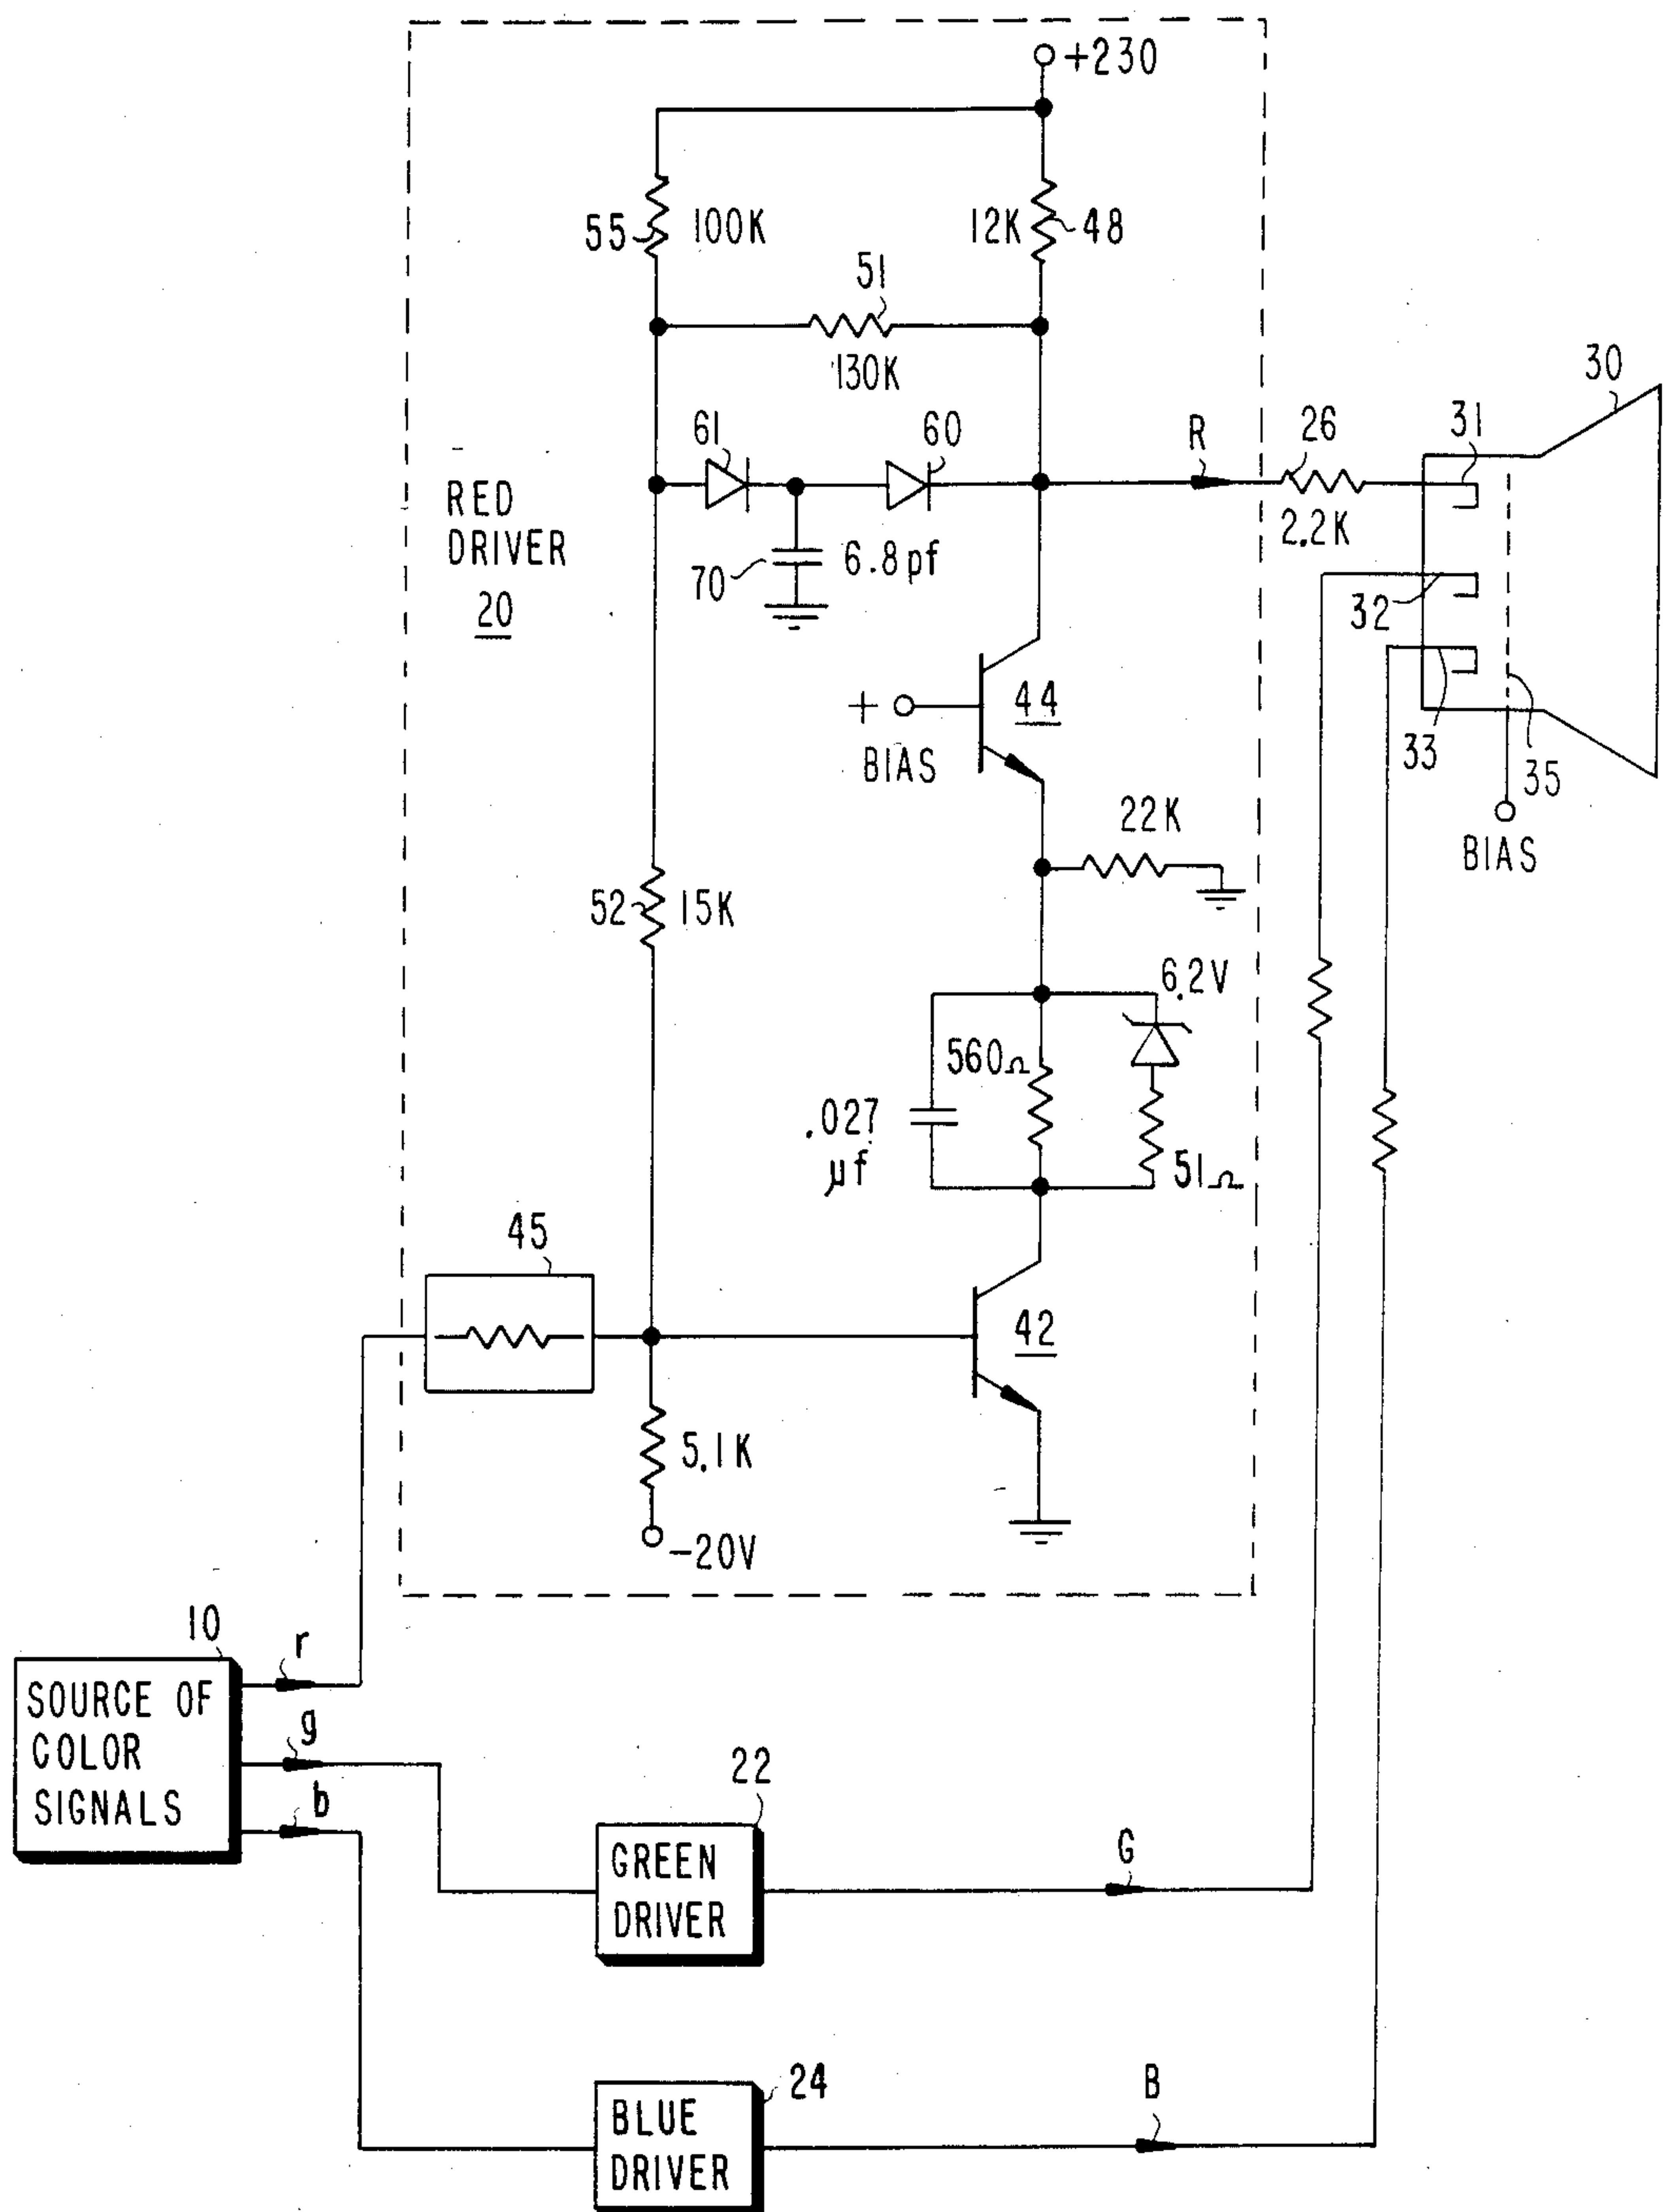 +230
55
100K
12K
48
51
130K
61
60
RED
DRIVER
20
70
6.8 pf
R
26
2.2K
31
30
32
33
35
BIAS
+
BIAS
44
22K
52
15K
6.2V
560Ω
.027
µf
51Ω
45
42
5.1K
-20V
10
r
g
b
SOURCE OF
COLOR
SIGNALS
22
GREEN
DRIVER
G
24
BLUE
DRIVER
B